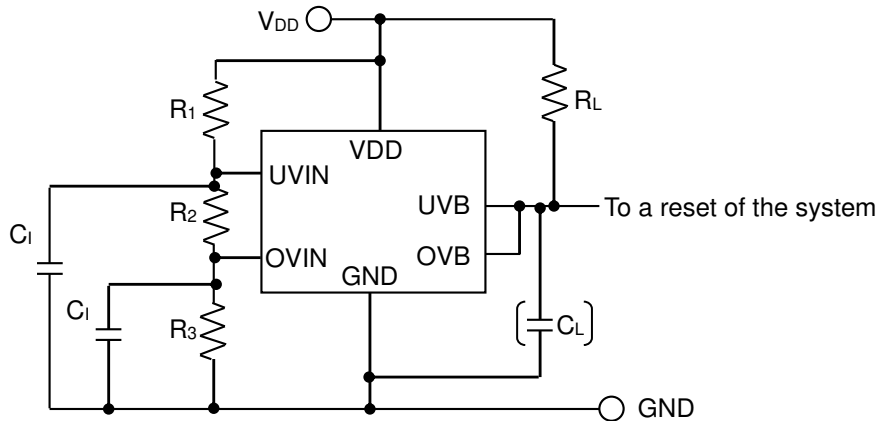 VDD
R1
RL
VDD
UVIN
R2
UVB
To a reset of the system
CI
OVIN
OVB
GND
CI
R3
CL
GND